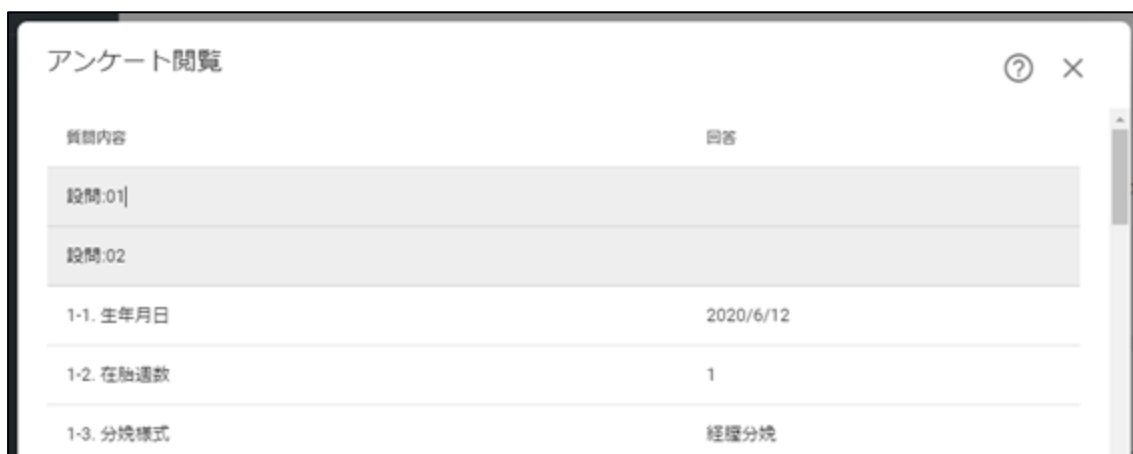 アンケート閲覧
質問内容 回答
設問:01
設問:02
1-1. 生年月日 2020/6/12
1-2. 在胎週数 1
1-3. 分娩様式 経膣分娩